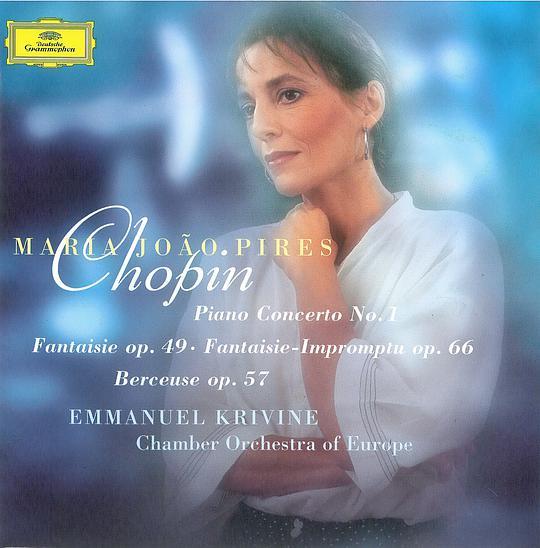 Deutsche
Grammophon
MARIA JOÃO PIRES
Chopin
Piano Concerto No. 1
Fantaisie op. 49 · Fantaisie-Impromptu op. 66
Berceuse op. 57
EMMANUEL KRIVINE
Chamber Orchestra of Europe